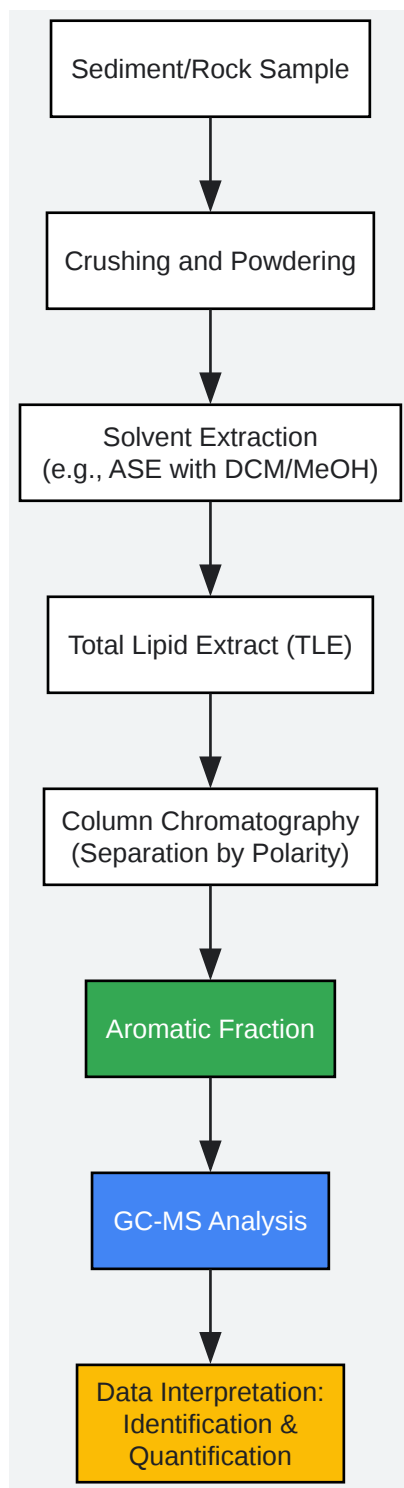 Sediment/Rock Sample
Crushing and Powdering
Solvent Extraction
(e.g., ASE with DCM/MeOH)
Total Lipid Extract (TLE)
Column Chromatography
(Separation by Polarity)
Aromatic Fraction
GC-MS Analysis
Data Interpretation:
Identification &
Quantification